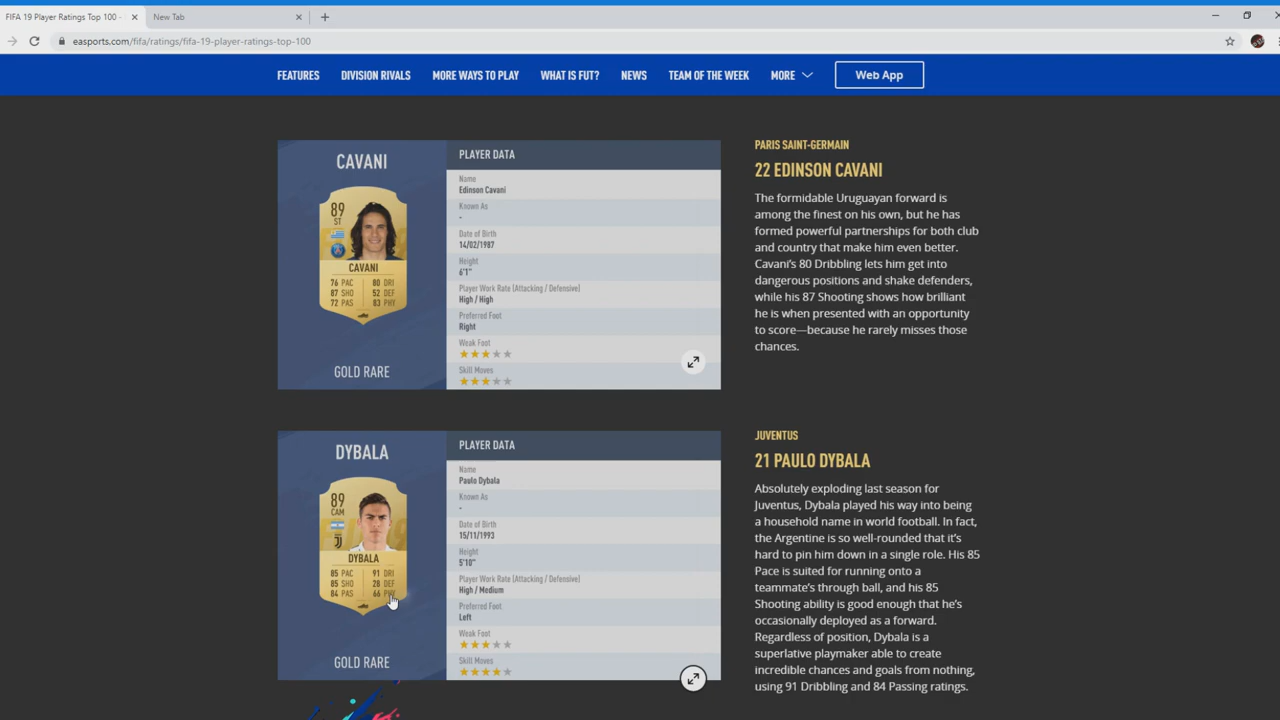 FIFA 19 Player Ratings Top 100 -
New Tab
easports.com/fifa/ratings/fifa-19-player-ratings-top-100
FEATURES
DIVISION RIVALS
MORE WAYS TO PLAY
WHAT IS FUT?
NEWS
TEAM OF THE WEEK
MORE
Web App
CAVANI
89
ST
CAVANI
76 PAC 80 DRI
87 SHO 52 DEF
72 PAS 83 PHY
GOLD RARE
PLAYER DATA
Name
Edinson Cavani
Known As
-
Date of Birth
14/02/1987
Height
6'1"
Player Work Rate (Attacking / Defensive)
High / High
Preferred Foot
Right
Weak Foot
Skill Moves
PARIS SAINT-GERMAIN
22 EDINSON CAVANI
The formidable Uruguayan forward is
among the finest on his own, but he has
formed powerful partnerships for both club
and country that make him even better.
Cavani's 80 Dribbling lets him get into
dangerous positions and shake defenders,
while his 87 Shooting shows how brilliant
he is when presented with an opportunity
to score—because he rarely misses those
chances.
DYBALA
89
CAM
DYBALA
85 PAC 91 DRI
85 SHO 28 DEF
84 PAS 66 PHY
GOLD RARE
PLAYER DATA
Name
Paulo Dybala
Known As
-
Date of Birth
15/11/1993
Height
5'10"
Player Work Rate (Attacking / Defensive)
High / Medium
Preferred Foot
Left
Weak Foot
Skill Moves
JUVENTUS
21 PAULO DYBALA
Absolutely exploding last season for
Juventus, Dybala played his way into being
a household name in world football. In fact,
the Argentine is so well-rounded that it's
hard to pin him down in a single role. His 85
Pace is suited for running onto a
teammate's through ball, and his 85
Shooting ability is good enough that he's
occasionally deployed as a forward.
Regardless of position, Dybala is a
superlative playmaker able to create
incredible chances and goals from nothing,
using 91 Dribbling and 84 Passing ratings.